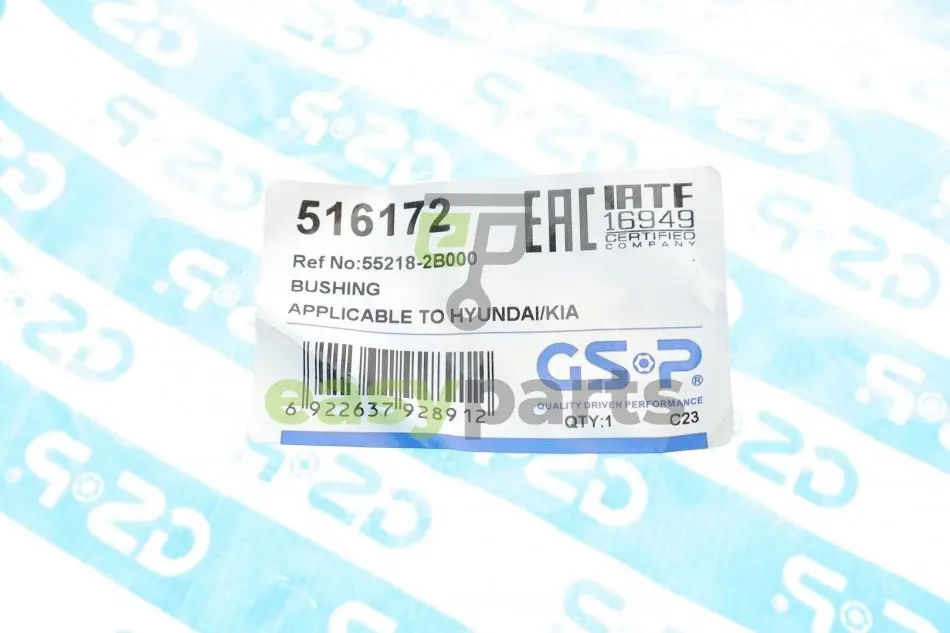 516172
EAC
IATF
16949
CERTIFIED
COMPANY
Ref No:55218-2B000
BUSHING
APPLICABLE TO HYUNDAI/KIA
GSP®
QUALITY DRIVEN PERFORMANCE
6 922637 928912
QTY:1
C23
easyparts